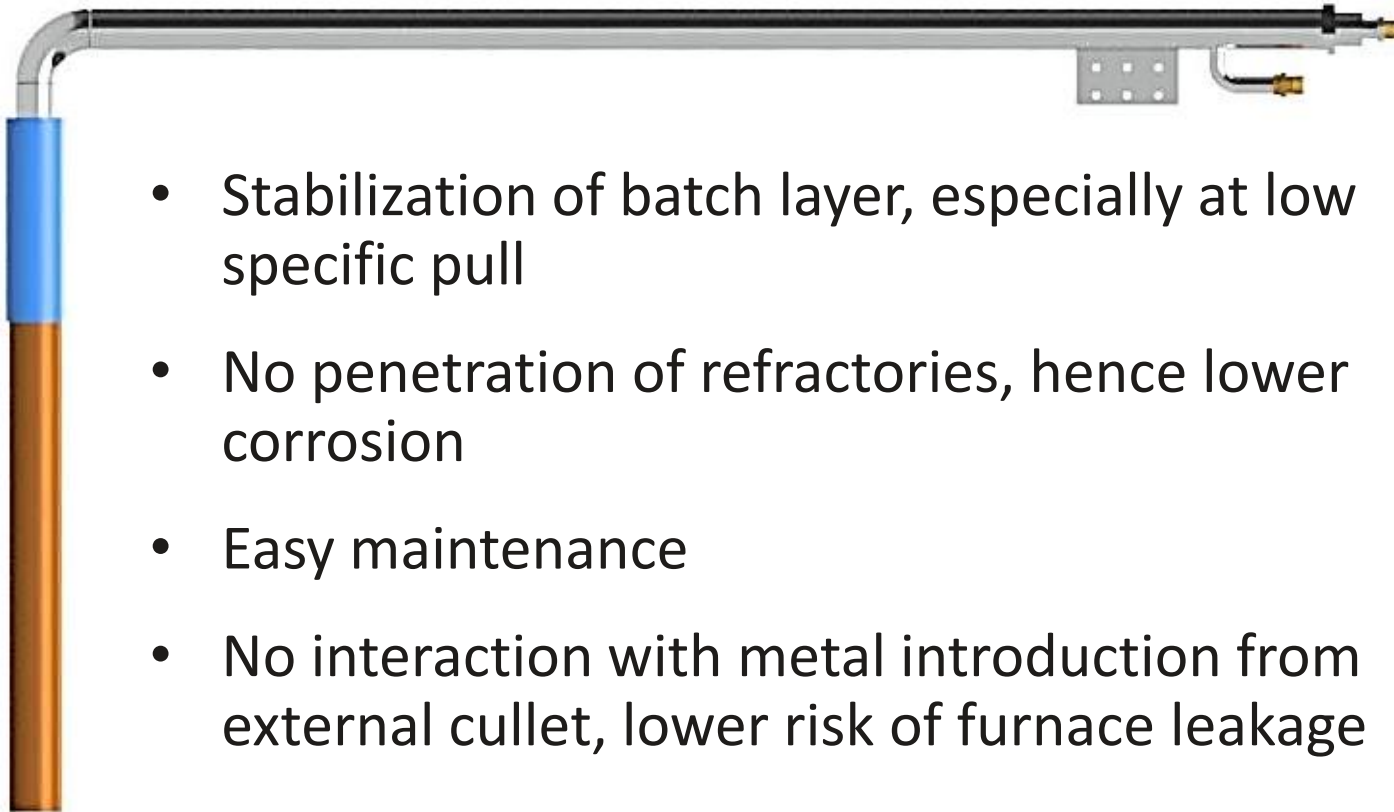 • Stabilization of batch layer, especially at low
specific pull
• No penetration of refractories, hence lower
corrosion
• Easy maintenance
• No interaction with metal introduction from
external cullet, lower risk of furnace leakage